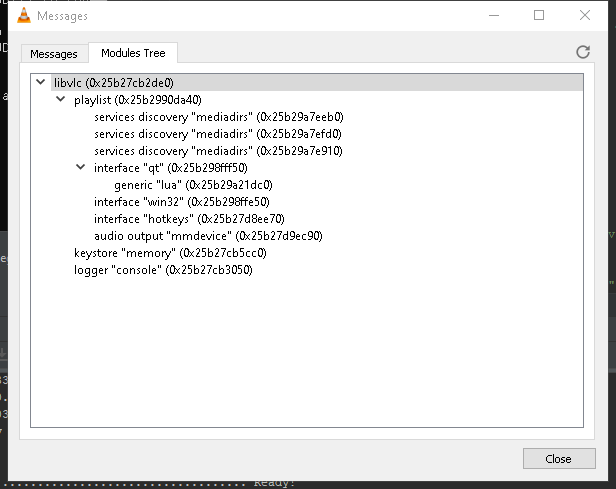 Messages
Messages
Modules Tree
libvlc (0x25b27cb2de0)
playlist (0x25b2990da40)
services discovery "mediadirs" (0x25b29a7eeb0)
services discovery "mediadirs" (0x25b29a7efd0)
services discovery "mediadirs" (0x25b29a7e910)
interface "qt" (0x25b298fff50)
generic "lua" (0x25b29a21dc0)
interface "win32" (0x25b298ffe50)
interface "hotkeys" (0x25b27d8ee70)
audio output "mmdevice" (0x25b27d9ec90)
keystore "memory" (0x25b27cb5cc0)
logger "console" (0x25b27cb3050)
Close
Ready!